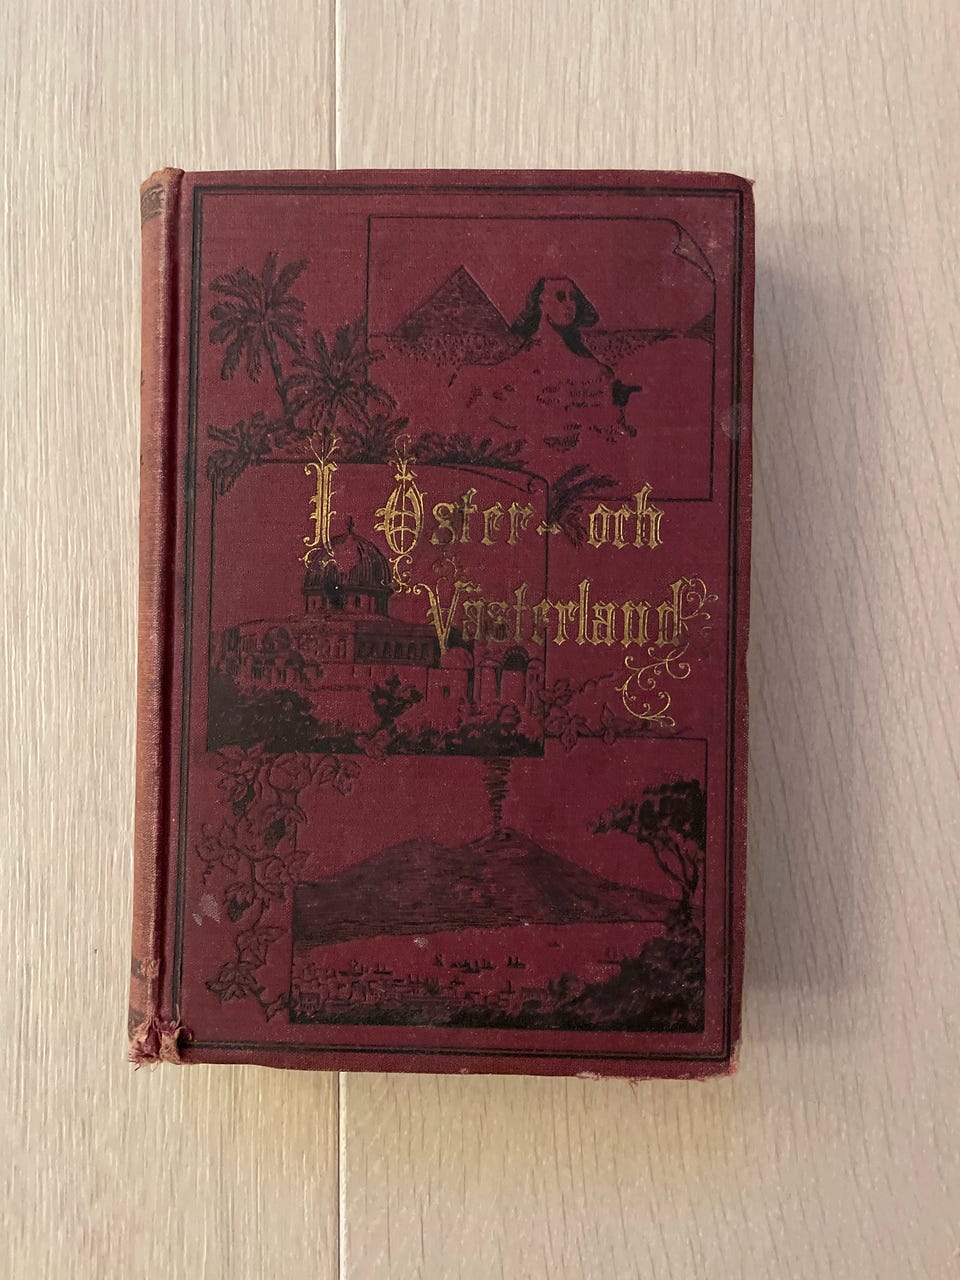 I Öster- och
Västerland